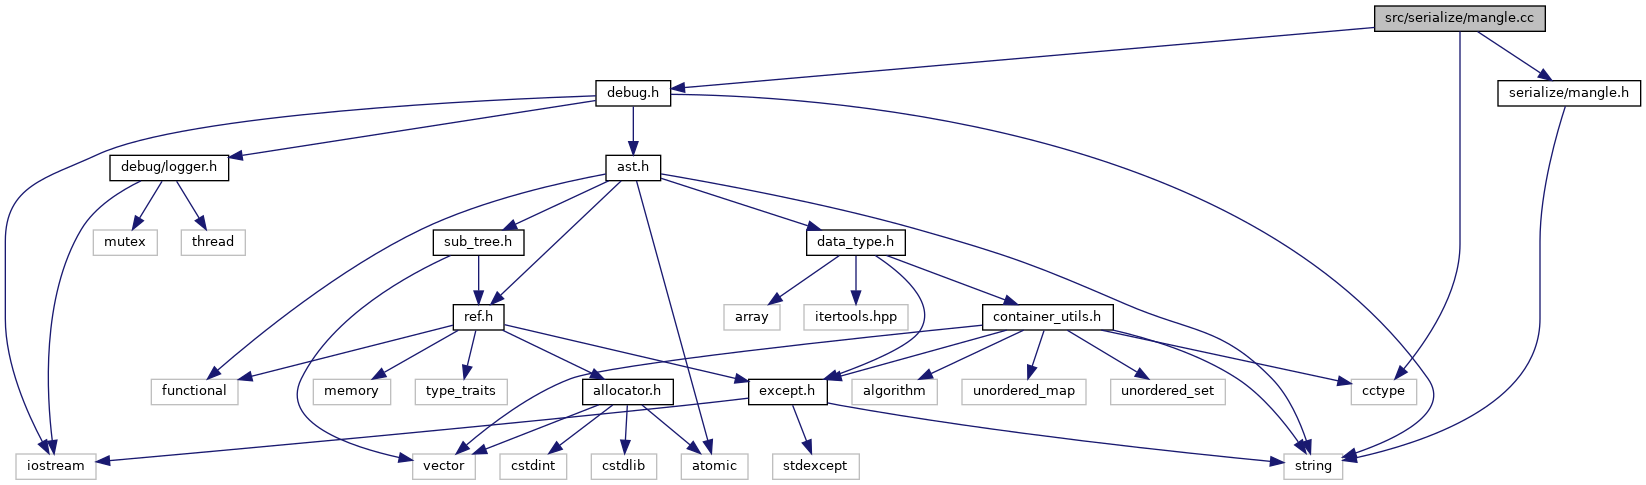 src/serialize/mangle.cc
debug.h
serialize/mangle.h
debug/logger.h
ast.h
mutex
thread
sub_tree.h
data_type.h
ref.h
array
itertools.hpp
container_utils.h
functional
memory
type_traits
allocator.h
except.h
algorithm
unordered_map
unordered_set
cctype
iostream
vector
cstdint
cstdlib
atomic
stdexcept
string